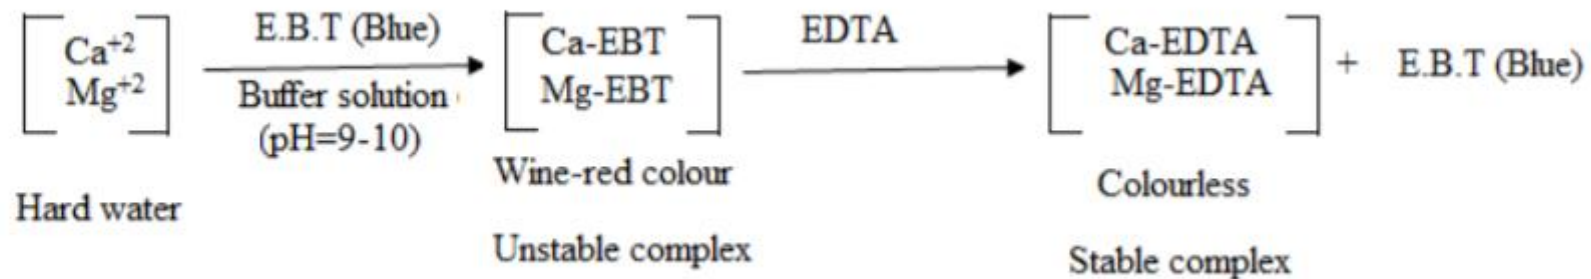 Ca+2
Mg+2
Hard water
E.B.T (Blue)
Buffer solution
(pH=9-10)
Ca-EBT
Mg-EBT
Wine-red colour
Unstable complex
EDTA
Ca-EDTA
Mg-EDTA
+ E.B.T (Blue)
Colourless
Stable complex